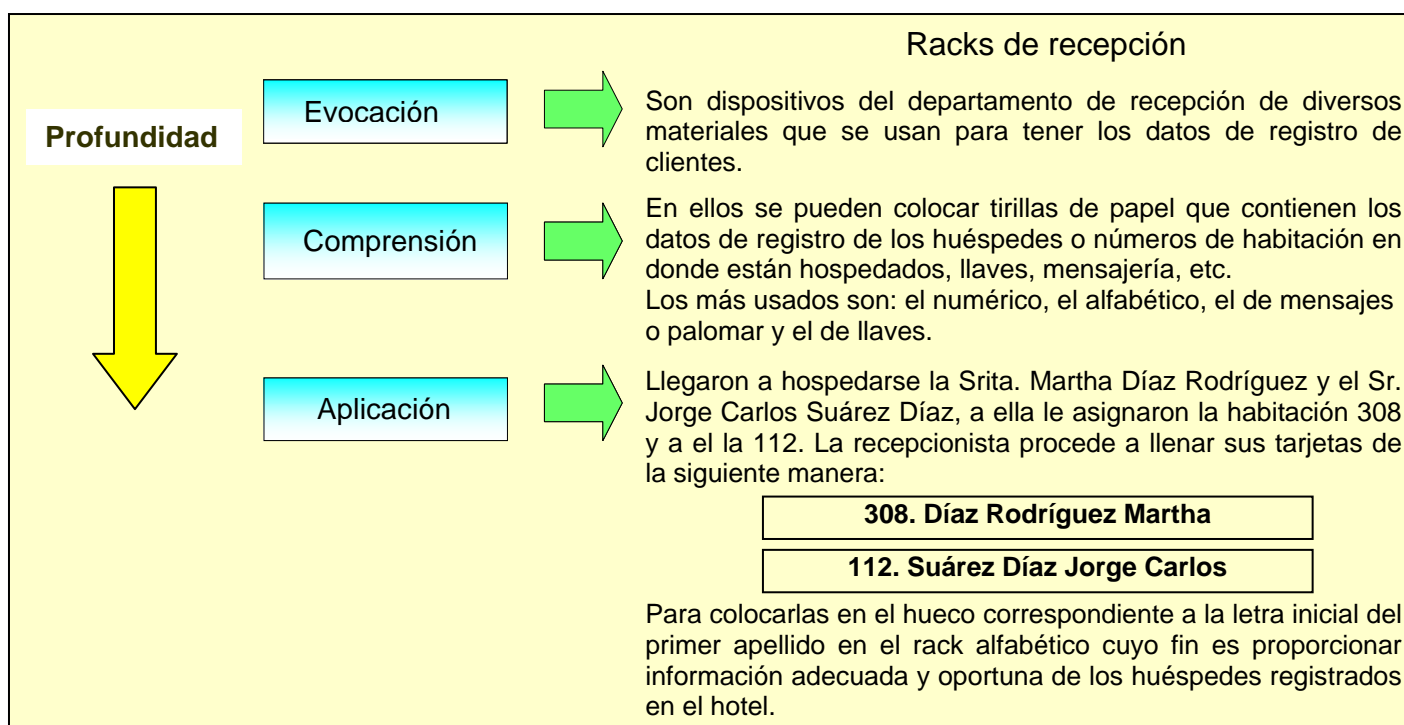 Racks de recepción
Profundidad
Evocación
Son dispositivos del departamento de recepción de diversos
materiales que se usan para tener los datos de registro de
clientes.
Comprensión
En ellos se pueden colocar tirillas de papel que contienen los
datos de registro de los huéspedes o números de habitación en
donde están hospedados, llaves, mensajería, etc.
Los más usados son: el numérico, el alfabético, el de mensajes
o palomar y el de llaves.
Aplicación
Llegaron a hospedarse la Srita. Martha Díaz Rodríguez y el Sr.
Jorge Carlos Suárez Díaz, a ella le asignaron la habitación 308
y a el la 112. La recepcionista procede a llenar sus tarjetas de
la siguiente manera:
308. Díaz Rodríguez Martha
112. Suárez Díaz Jorge Carlos
Para colocarlas en el hueco correspondiente a la letra inicial del
primer apellido en el rack alfabético cuyo fin es proporcionar
información adecuada y oportuna de los huéspedes registrados
en el hotel.